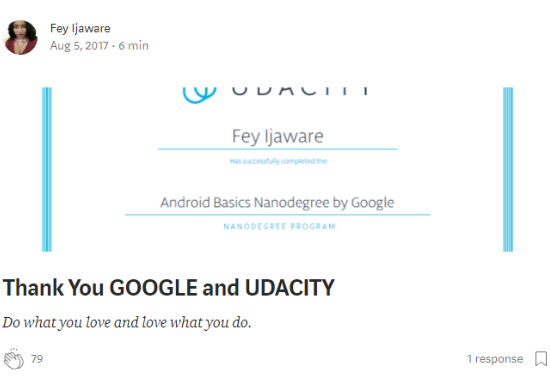 Fey Ijaware
Aug 5, 2017 · 6 min
UDACITY
Fey Ijaware
Has successfully completed the
Android Basics Nanodegree by Google
NANODEGREE PROGRAM
Thank You GOOGLE and UDACITY
Do what you love and love what you do.
79
1 response